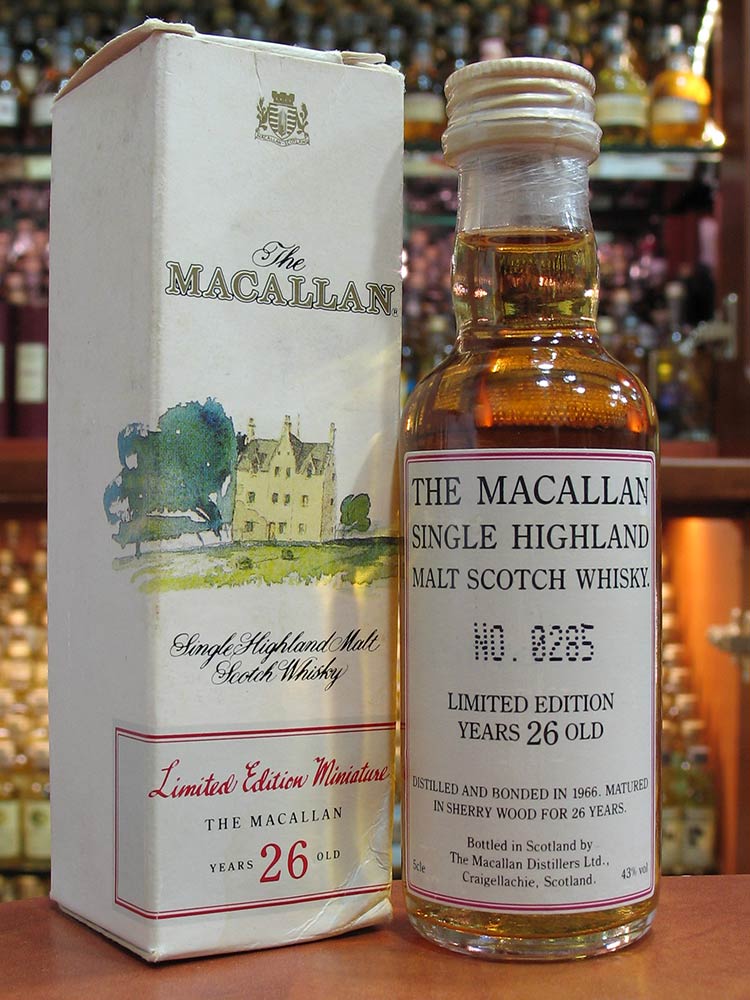 The
MACALLAN
Single Highland Malt
Scotch Whisky
Limited Edition Miniature
THE MACALLAN
YEARS 26 OLD
THE MACALLAN
SINGLE HIGHLAND
MALT SCOTCH WHISKY.
NO. 0285
LIMITED EDITION
YEARS 26 OLD
DISTILLED AND BONDED IN 1966. MATURED
IN SHERRY WOOD FOR 26 YEARS.
Bottled in Scotland by
The Macallan Distillers Ltd.,
Craigellachie, Scotland.
5cle
43% vol